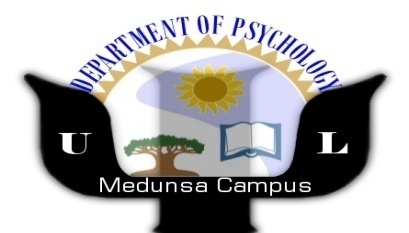 DEPARTMENT OF PSYCHOLOGY
U L
Medunsa Campus